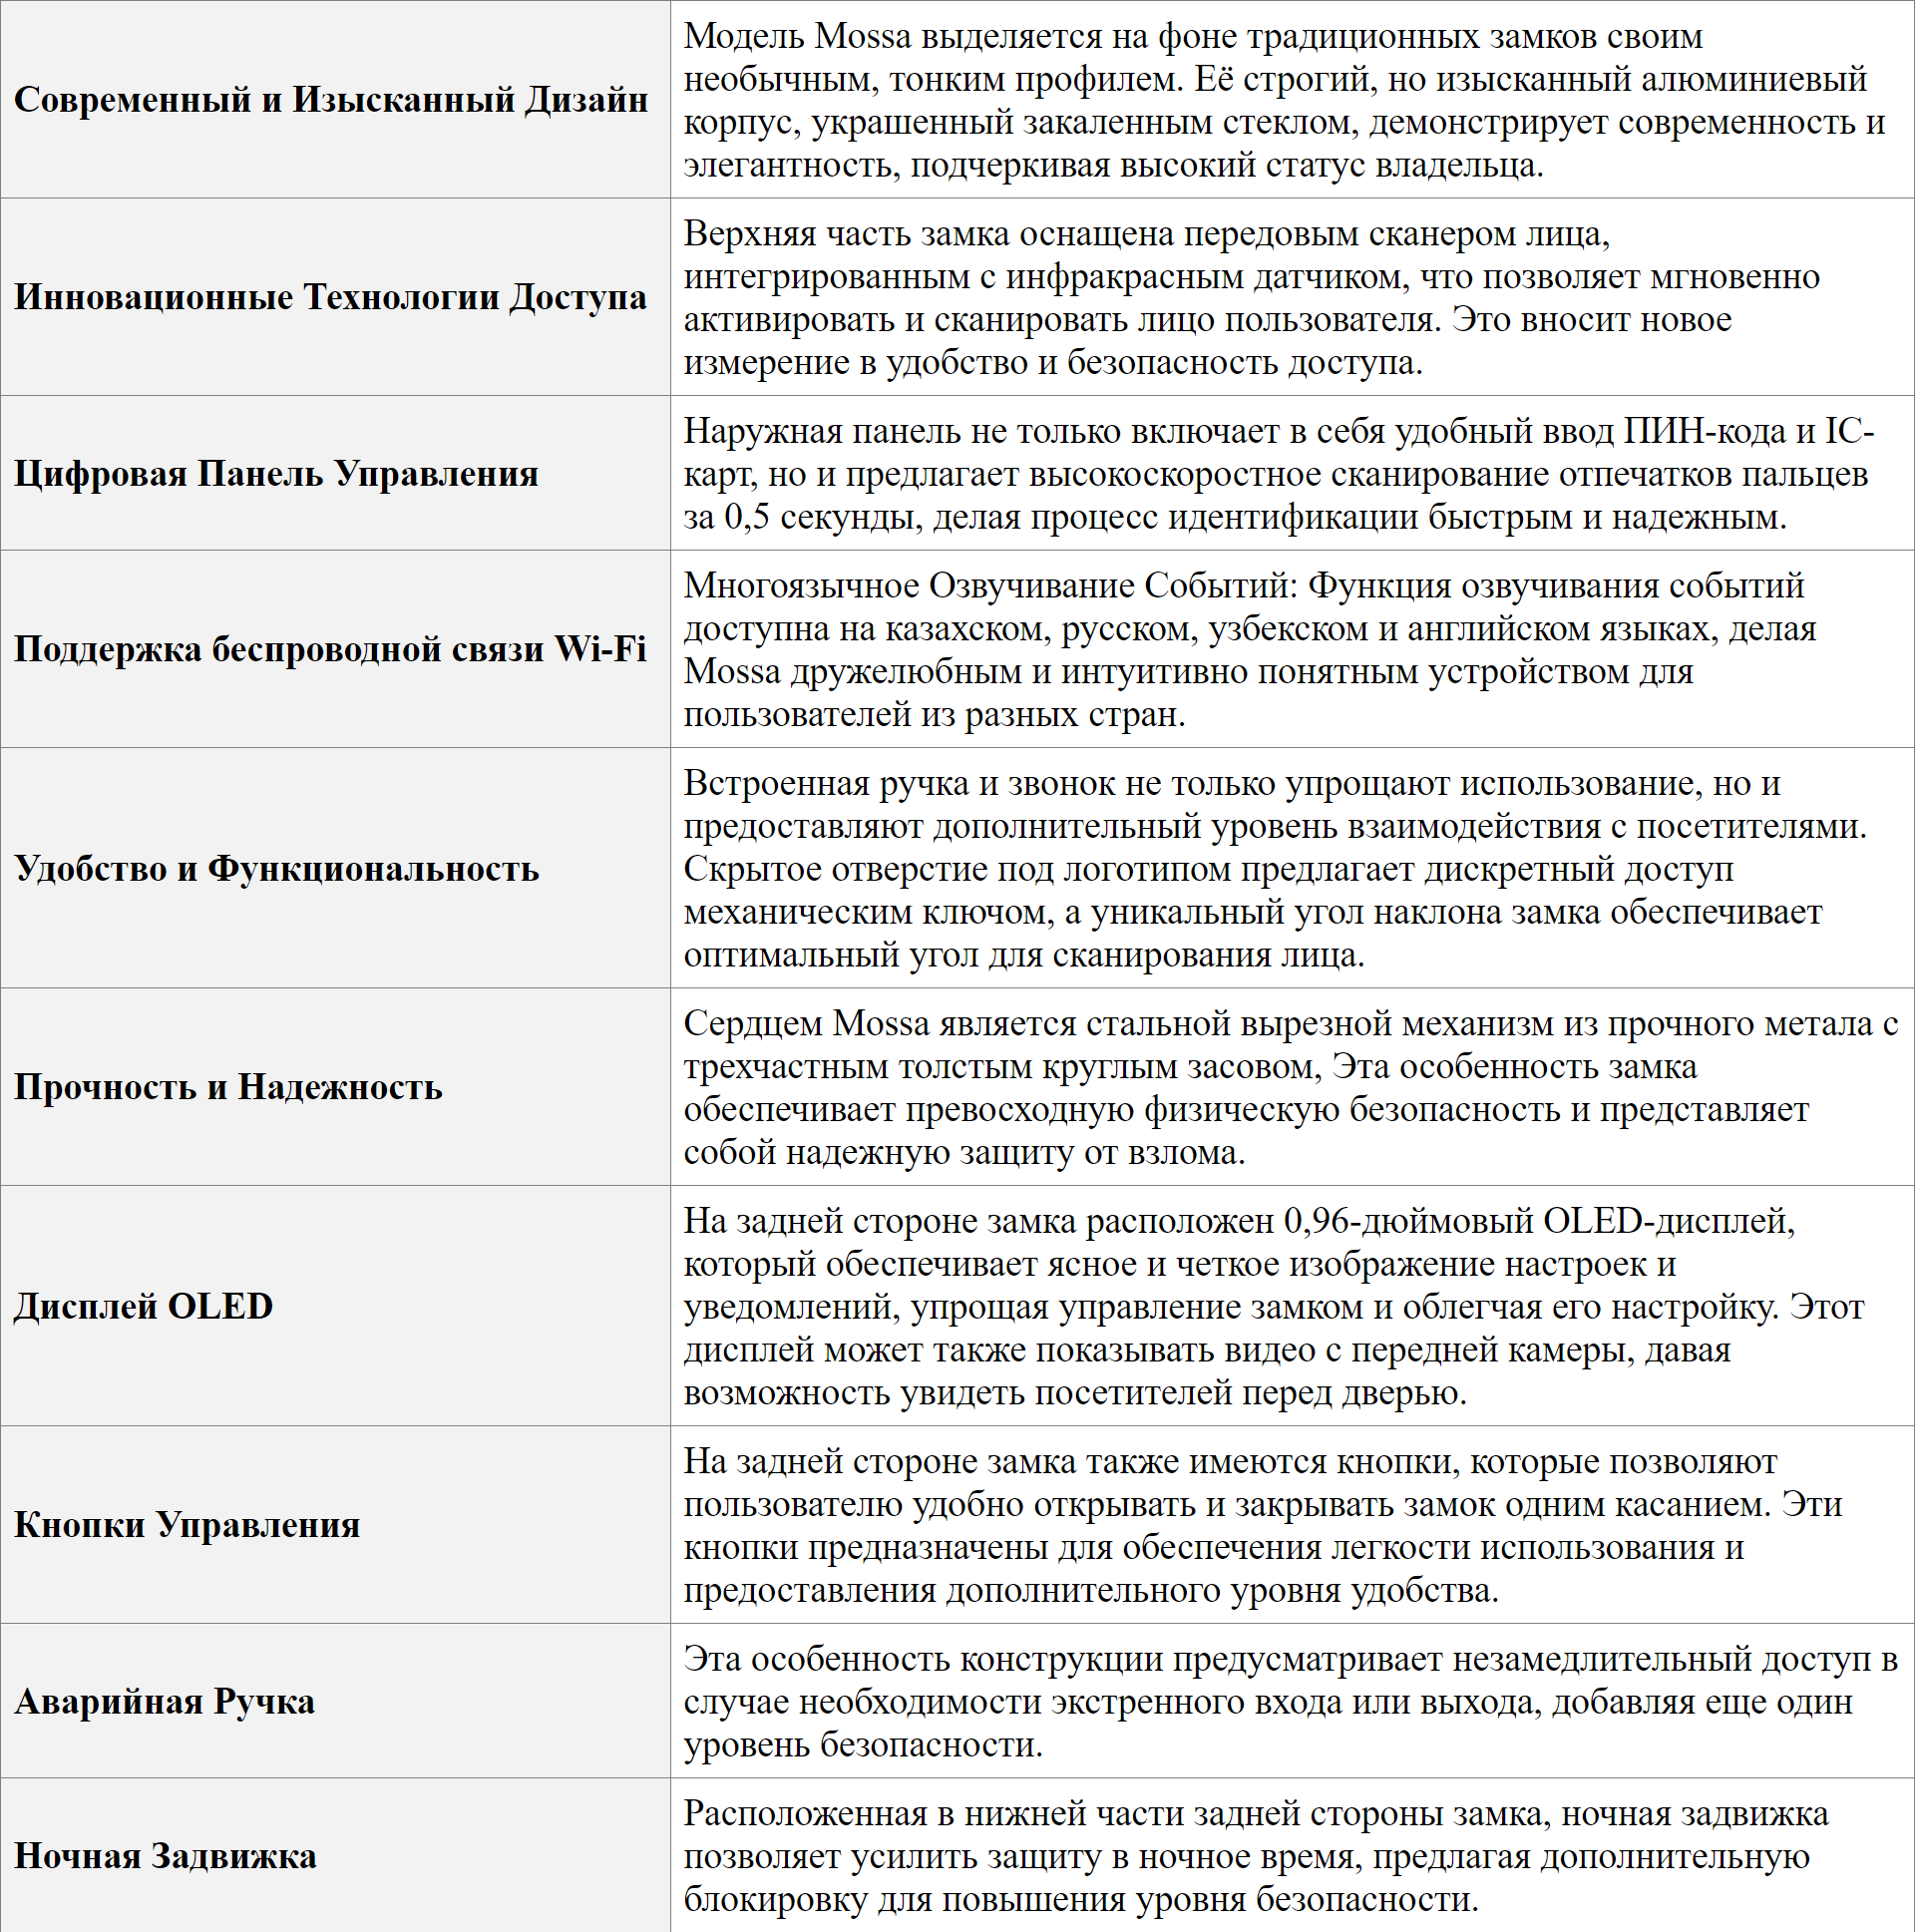 Современный и Изысканный Дизайн
Модель Mossa выделяется на фоне традиционных замков своим
необычным, тонким профилем. Её строгий, но изысканный алюминиевый
корпус, украшенный закаленным стеклом, демонстрирует современность и
элегантность, подчеркивая высокий статус владельца.
Инновационные Технологии Доступа
Верхняя часть замка оснащена передовым сканером лица,
интегрированным с инфракрасным датчиком, что позволяет мгновенно
активировать и сканировать лицо пользователя. Это вносит новое
измерение в удобство и безопасность доступа.
Цифровая Панель Управления
Наружная панель не только включает в себя удобный ввод ПИН-кода и IC-
карт, но и предлагает высокоскоростное сканирование отпечатков пальцев
за 0,5 секунды, делая процесс идентификации быстрым и надежным.
Поддержка беспроводной связи Wi-Fi
Многоязычное Озвучивание Событий: Функция озвучивания событий
доступна на казахском, русском, узбекском и английском языках, делая
Mossa дружелюбным и интуитивно понятным устройством для
пользователей из разных стран.
Удобство и Функциональность
Встроенная ручка и звонок не только упрощают использование, но и
предоставляют дополнительный уровень взаимодействия с посетителями.
Скрытое отверстие под логотипом предлагает дискретный доступ
механическим ключом, а уникальный угол наклона замка обеспечивает
оптимальный угол для сканирования лица.
Прочность и Надежность
Сердцем Mossa является стальной вырезной механизм из прочного метала с
трехчастным толстым круглым засовом, Эта особенность замка
обеспечивает превосходную физическую безопасность и представляет
собой надежную защиту от взлома.
Дисплей OLED
На задней стороне замка расположен 0,96-дюймовый OLED-дисплей,
который обеспечивает ясное и четкое изображение настроек и
уведомлений, упрощая управление замком и облегчая его настройку. Этот
дисплей может также показывать видео с передней камеры, давая
возможность увидеть посетителей перед дверью.
Кнопки Управления
На задней стороне замка также имеются кнопки, которые позволяют
пользователю удобно открывать и закрывать замок одним касанием. Эти
кнопки предназначены для обеспечения легкости использования и
предоставления дополнительного уровня удобства.
Аварийная Ручка
Эта особенность конструкции предусматривает незамедлительный доступ в
случае необходимости экстренного входа или выхода, добавляя еще один
уровень безопасности.
Ночная Задвижка
Расположенная в нижней части задней стороны замка, ночная задвижка
позволяет усилить защиту в ночное время, предлагая дополнительную
блокировку для повышения уровня безопасности.